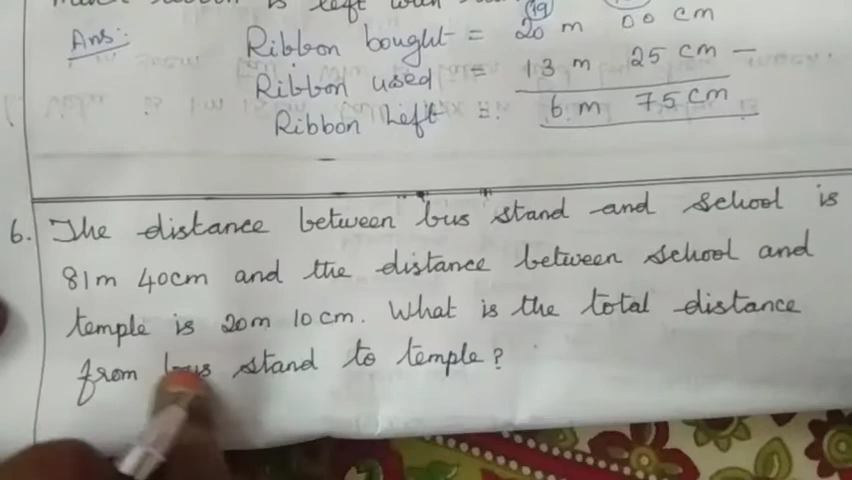 Ans:
(19)
Ribbon bought = 20 m 00 cm
Ribbon used = 13 m 25 cm –
Ribbon Left = 6 m 75 cm
6. The distance between bus stand and school is
81m 40cm and the distance between school and
temple is 20m 10cm. What is the total distance
from bus stand to temple?